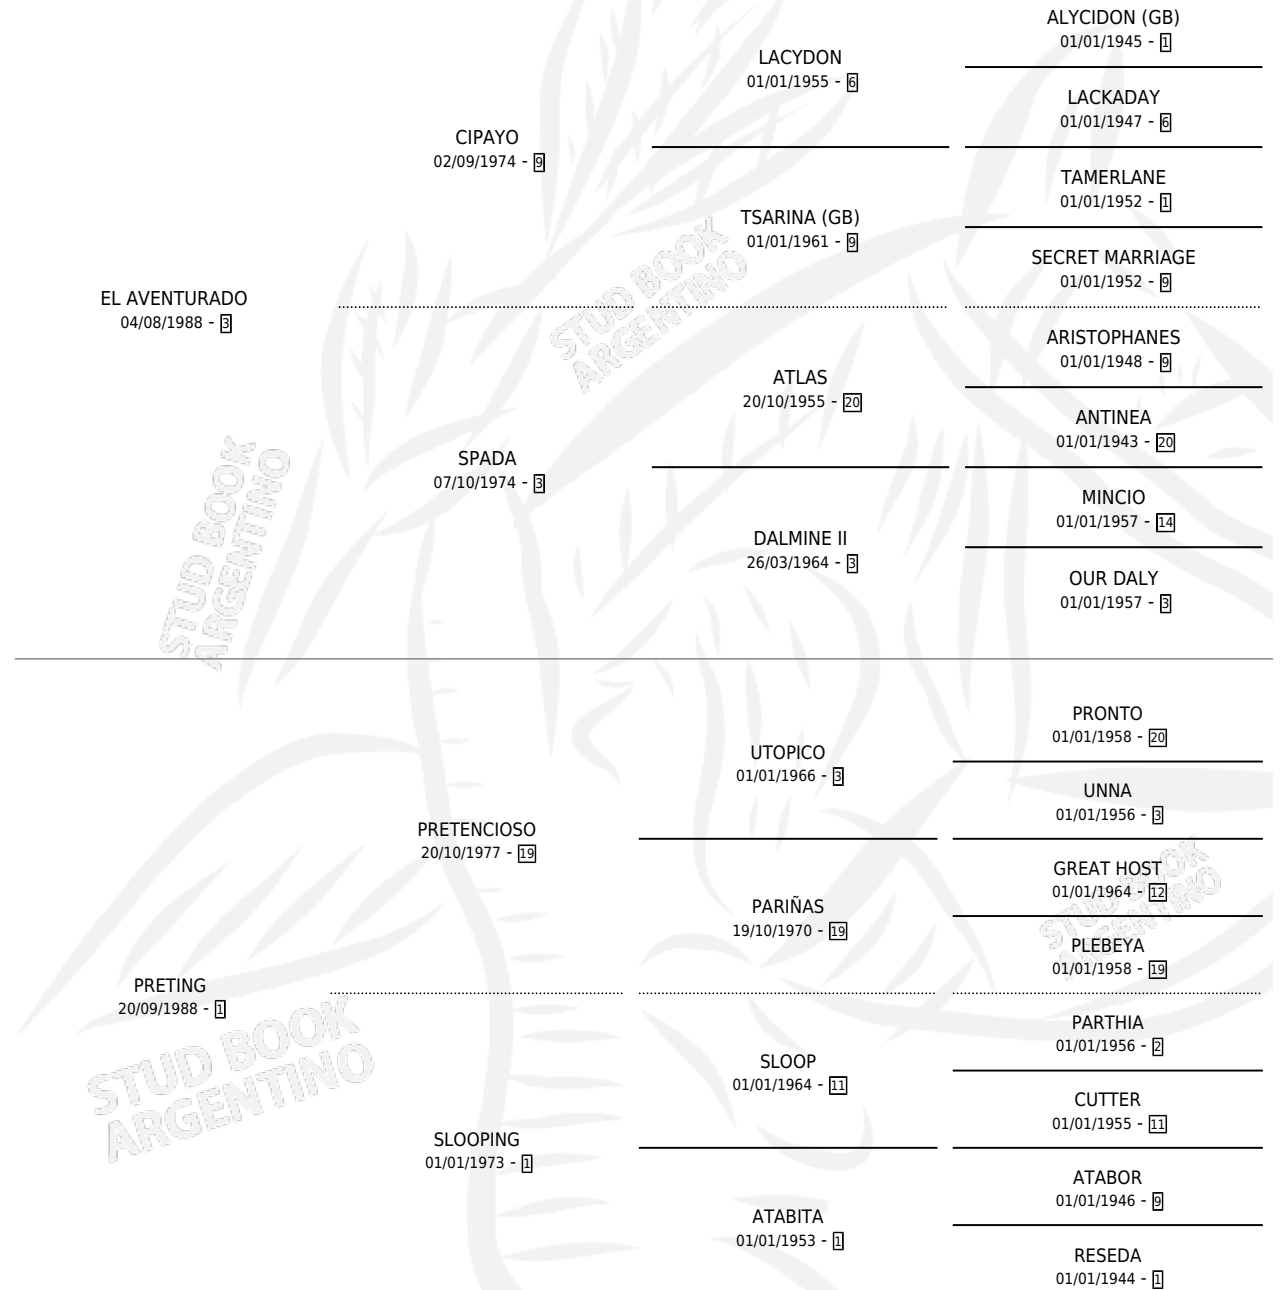 ALYCIDON (GB)
01/01/1945 - 1
LACYDON
01/01/1955 - 6
LACKADAY
01/01/1947 - 6
CIPAYO
02/09/1974 - 9
TAMERLANE
01/01/1952 - 1
TSARINA (GB)
01/01/1961 - 9
SECRET MARRIAGE
01/01/1952 - 9
EL AVENTURADO
04/08/1988 - 3
STUD BOOK
ARGENTINO
ARISTOPHANES
01/01/1948 - 9
ATLAS
20/10/1955 - 20
ANTINEA
01/01/1943 - 20
SPADA
07/10/1974 - 3
MINCIO
01/01/1957 - 14
DALMINE II
26/03/1964 - 3
OUR DALY
01/01/1957 - 3
STUD BOOK
ARGENTINO
PRONTO
01/01/1958 - 20
UTOPICO
01/01/1966 - 3
UNNA
01/01/1956 - 3
PRETENCIOSO
20/10/1977 - 19
GREAT HOST
01/01/1964 - 12
PARIÑAS
19/10/1970 - 19
PLEBEYA
01/01/1958 - 19
STUD BOOK
ARGENTINO
PRETING
20/09/1988 - 1
PARTHIA
01/01/1956 - 2
SLOOP
01/01/1964 - 11
CUTTER
01/01/1955 - 11
STUD BOOK
ARGENTINO
SLOOPING
01/01/1973 - 1
ATABOR
01/01/1946 - 9
ATABITA
01/01/1953 - 1
RESEDA
01/01/1944 - 1